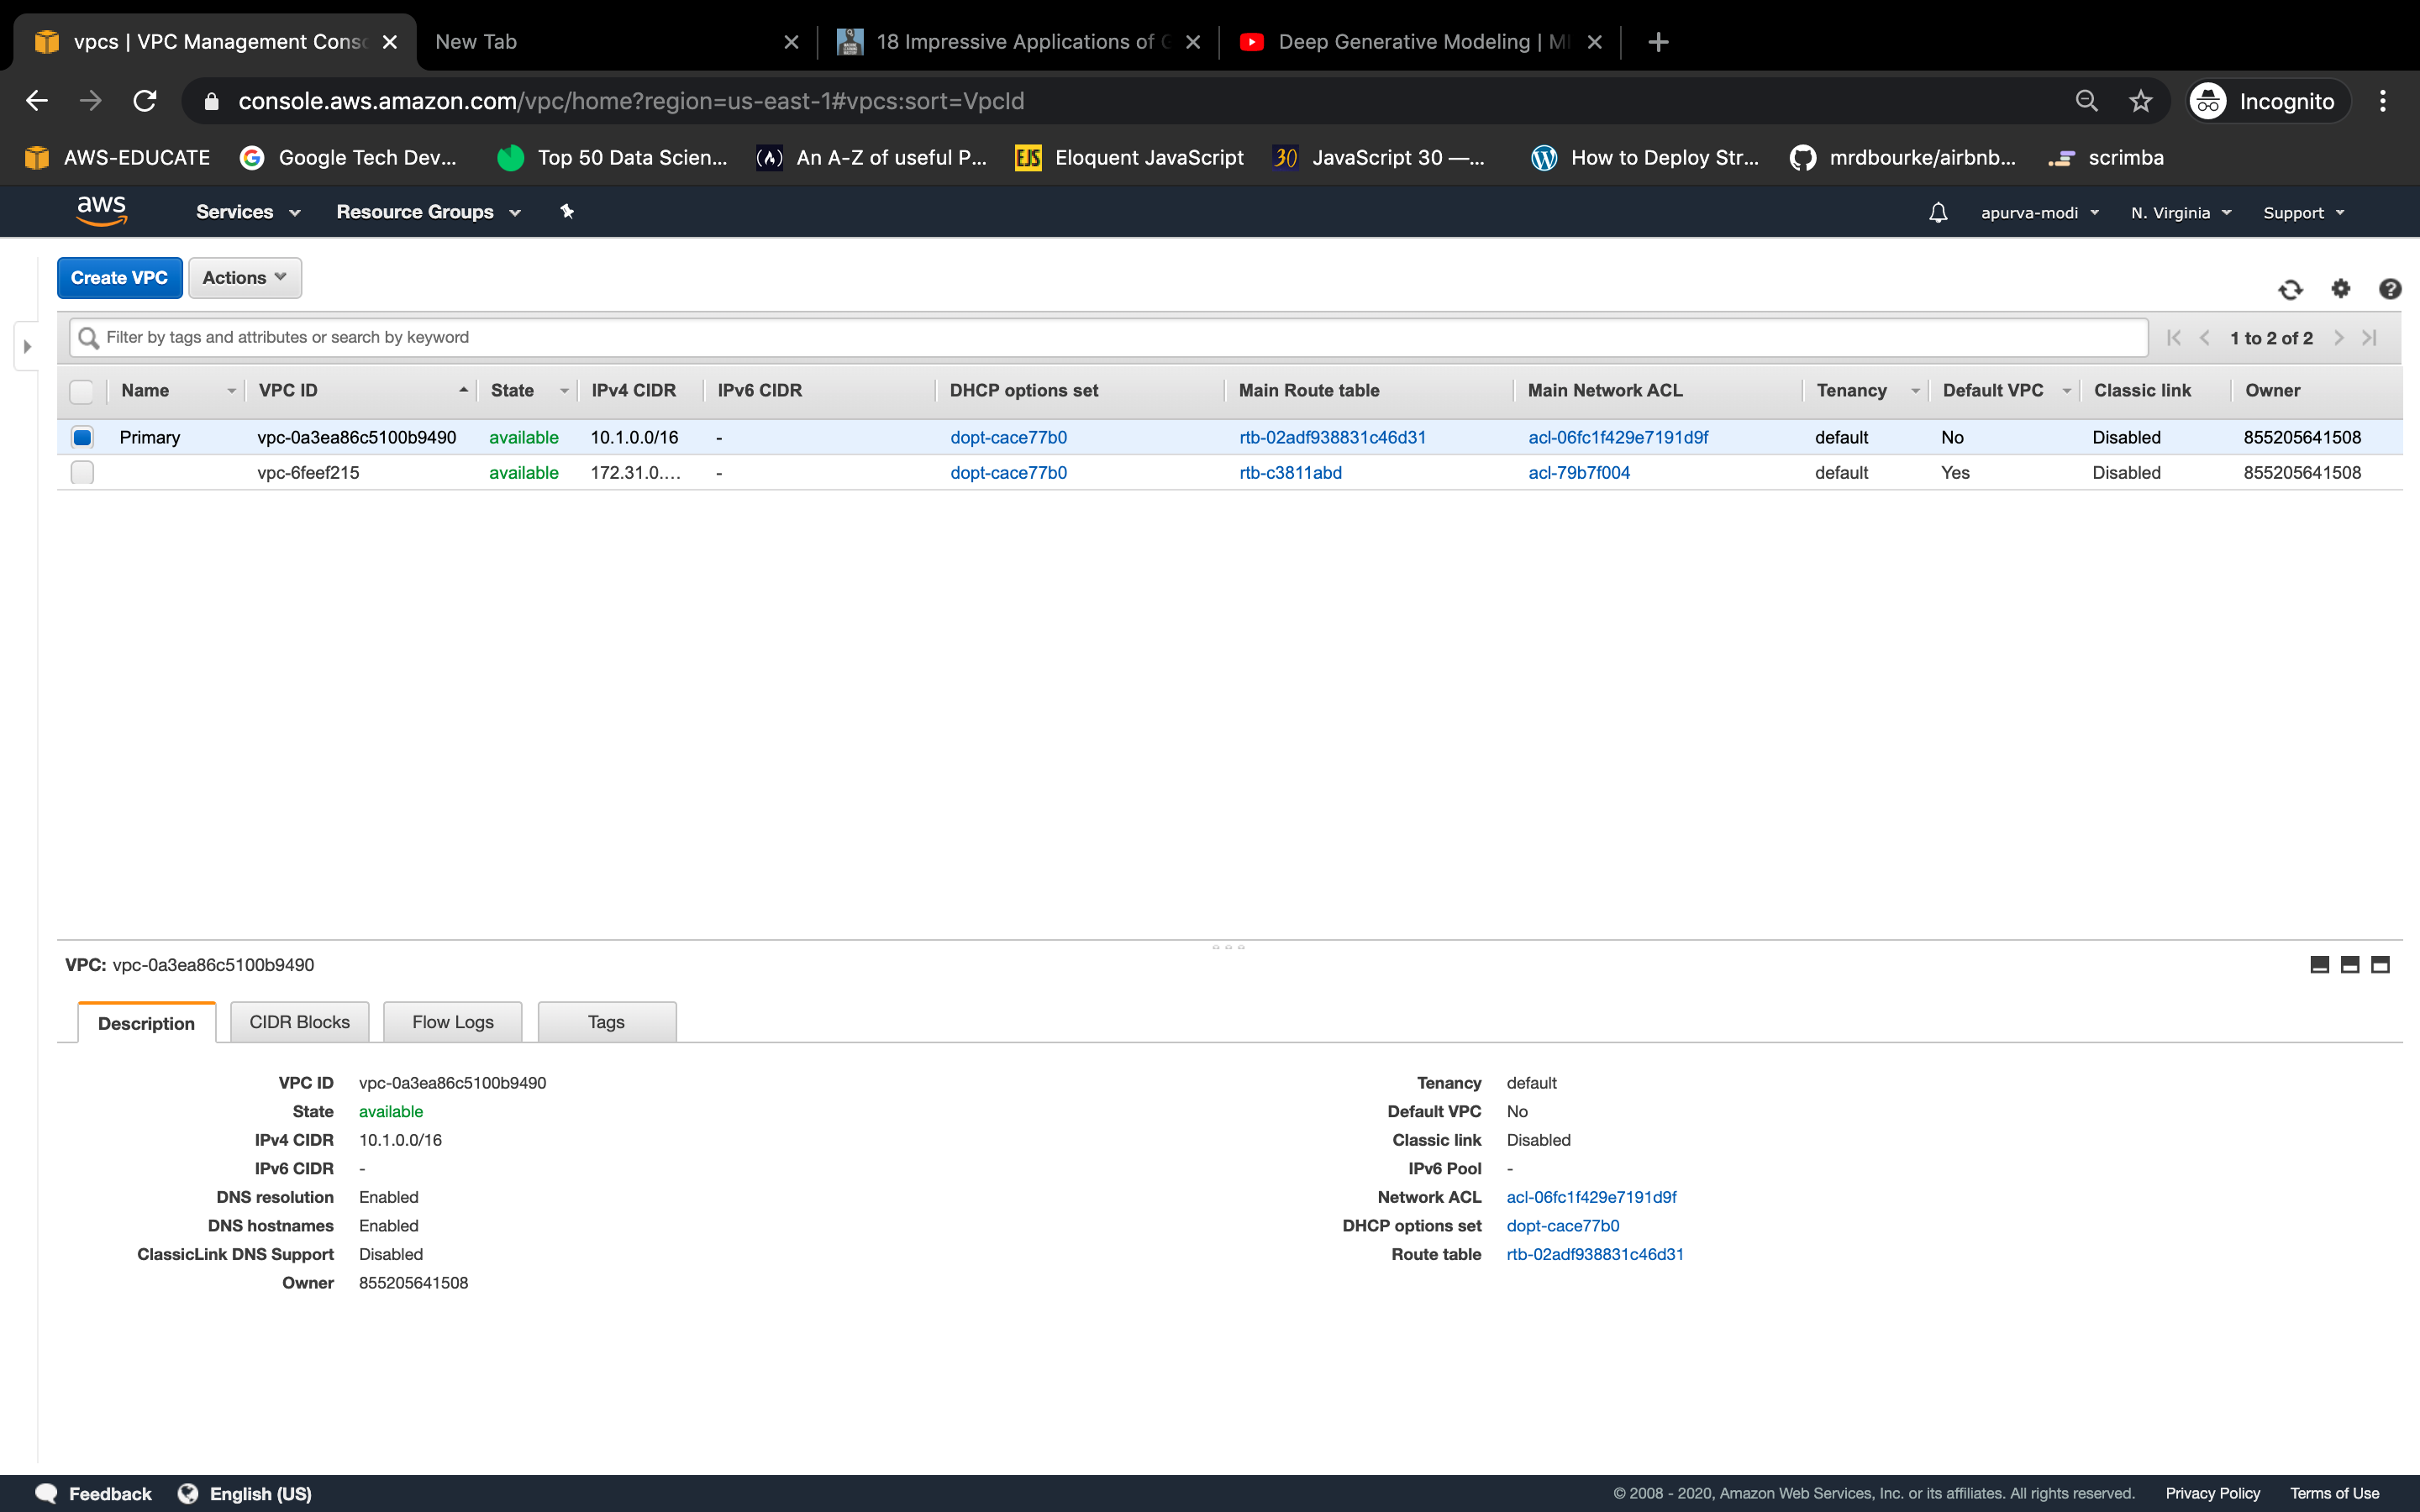 vpcs | VPC Management Conso
New Tab
18 Impressive Applications of G
Deep Generative Modeling | MI
console.aws.amazon.com/vpc/home?region=us-east-1#vpcs:sort=VpcId
Incognito
AWS-EDUCATE
Google Tech Dev...
Top 50 Data Scien...
(A) An A-Z of useful P...
EJS Eloquent JavaScript
30 JavaScript 30 —...
How to Deploy Str...
mrdbourke/airbnb...
scrimba
aws Services Resource Groups apurva-modi N. Virginia Support
Create VPC Actions
Filter by tags and attributes or search by keyword 1 to 2 of 2
Name VPC ID State IPv4 CIDR IPv6 CIDR DHCP options set Main Route table Main Network ACL Tenancy Default VPC Classic link Owner
Primary vpc-0a3ea86c5100b9490 available 10.1.0.0/16 - dopt-cace77b0 rtb-02adf938831c46d31 acl-06fc1f429e7191d9f default No Disabled 855205641508
vpc-6feef215 available 172.31.0.... - dopt-cace77b0 rtb-c3811abd acl-79b7f004 default Yes Disabled 855205641508
VPC: vpc-0a3ea86c5100b9490
Description CIDR Blocks Flow Logs Tags
VPC ID vpc-0a3ea86c5100b9490
State available
IPv4 CIDR 10.1.0.0/16
IPv6 CIDR -
DNS resolution Enabled
DNS hostnames Enabled
ClassicLink DNS Support Disabled
Owner 855205641508
Tenancy default
Default VPC No
Classic link Disabled
IPv6 Pool -
Network ACL acl-06fc1f429e7191d9f
DHCP options set dopt-cace77b0
Route table rtb-02adf938831c46d31
Feedback English (US) © 2008 - 2020, Amazon Web Services, Inc. or its affiliates. All rights reserved. Privacy Policy Terms of Use